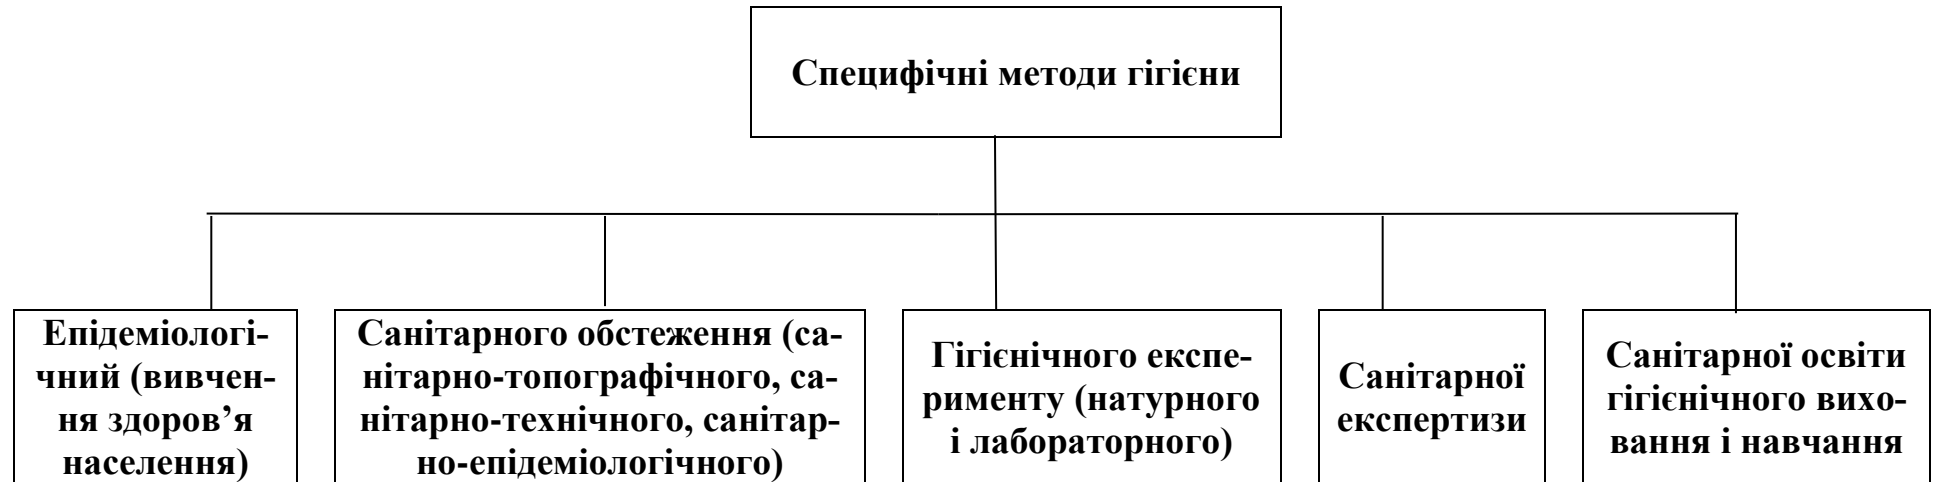 Специфічні методи гігієни
Епідеміологі-
чний (вивчен-
ня здоров’я
населення)
Санітарного обстеження (са-
нітарно-топографічного, са-
нітарно-технічного, санітар-
но-епідеміологічного)
Гігієнічного експе-
рименту (натурного
і лабораторного)
Санітарної
експертизи
Санітарної освіти
гігієнічного вихо-
вання і навчання